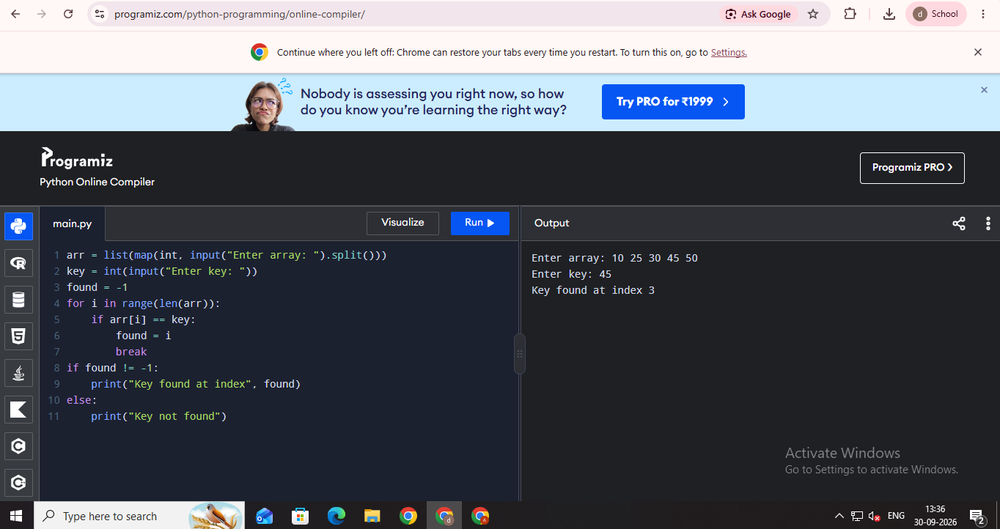 programiz.com/python-programming/online-compiler/
Ask Google
d
School
Continue where you left off: Chrome can restore your tabs every time you restart. To turn this on, go to Settings.
Nobody is assessing you right now, so how
do you know you're learning the right way?
Try PRO for ₹1999
Programiz
Python Online Compiler
Programiz PRO
main.py
Visualize
Run
Output
1 arr = list(map(int, input("Enter array: ").split()))
2 key = int(input("Enter key: "))
3 found = -1
4 for i in range(len(arr)):
5     if arr[i] == key:
6         found = i
7         break
8 if found != -1:
9     print("Key found at index", found)
10 else:
11     print("Key not found")
Enter array: 10 25 30 45 50
Enter key: 45
Key found at index 3
Activate Windows
Go to Settings to activate Windows.
Type here to search
ENG
13:36
30-09-2026
2